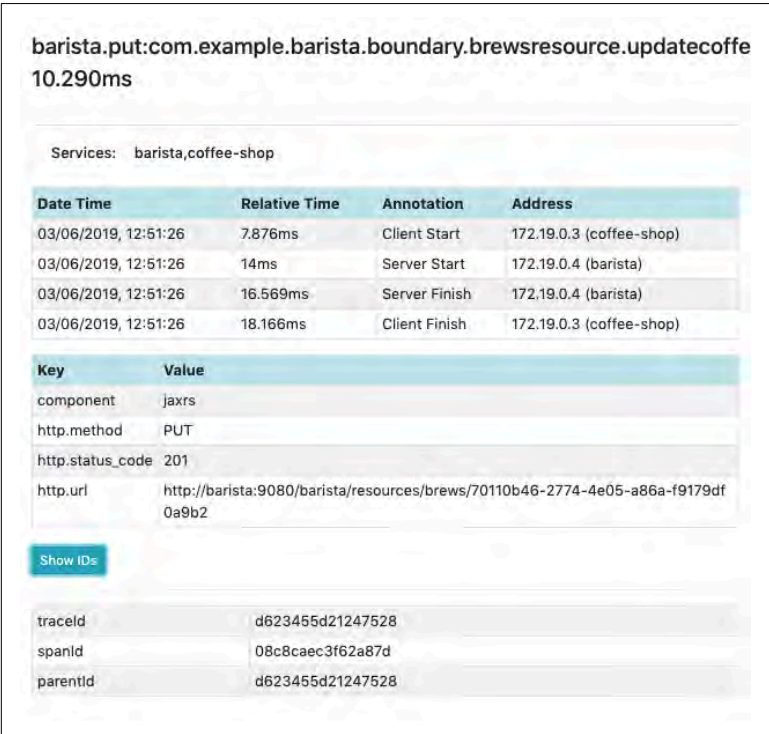 barista.put:com.example.barista.boundary.brewsresource.updatecoffe
10.290ms
Services: barista,coffee-shop
Date Time Relative Time Annotation Address
03/06/2019, 12:51:26 7.876ms Client Start 172.19.0.3 (coffee-shop)
03/06/2019, 12:51:26 14ms Server Start 172.19.0.4 (barista)
03/06/2019, 12:51:26 16.569ms Server Finish 172.19.0.4 (barista)
03/06/2019, 12:51:26 18.166ms Client Finish 172.19.0.3 (coffee-shop)
Key Value
component jaxrs
http.method PUT
http.status_code 201
http.url http://barista:9080/barista/resources/brews/70110b46-2774-4e05-a86a-f9179df
0a9b2
Show IDs
traceId d623455d21247528
spanId 08c8caec3f62a87d
parentId d623455d21247528